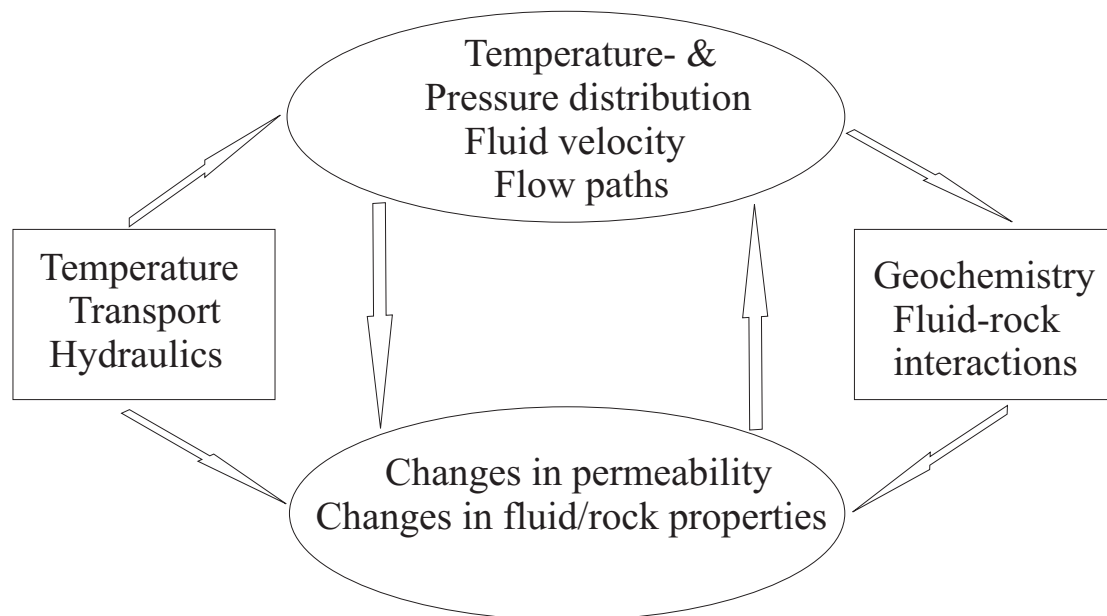 Temperature- &
Pressure distribution
Fluid velocity
Flow paths
Temperature
Transport
Hydraulics
Geochemistry
Fluid-rock
interactions
Changes in permeability
Changes in fluid/rock properties